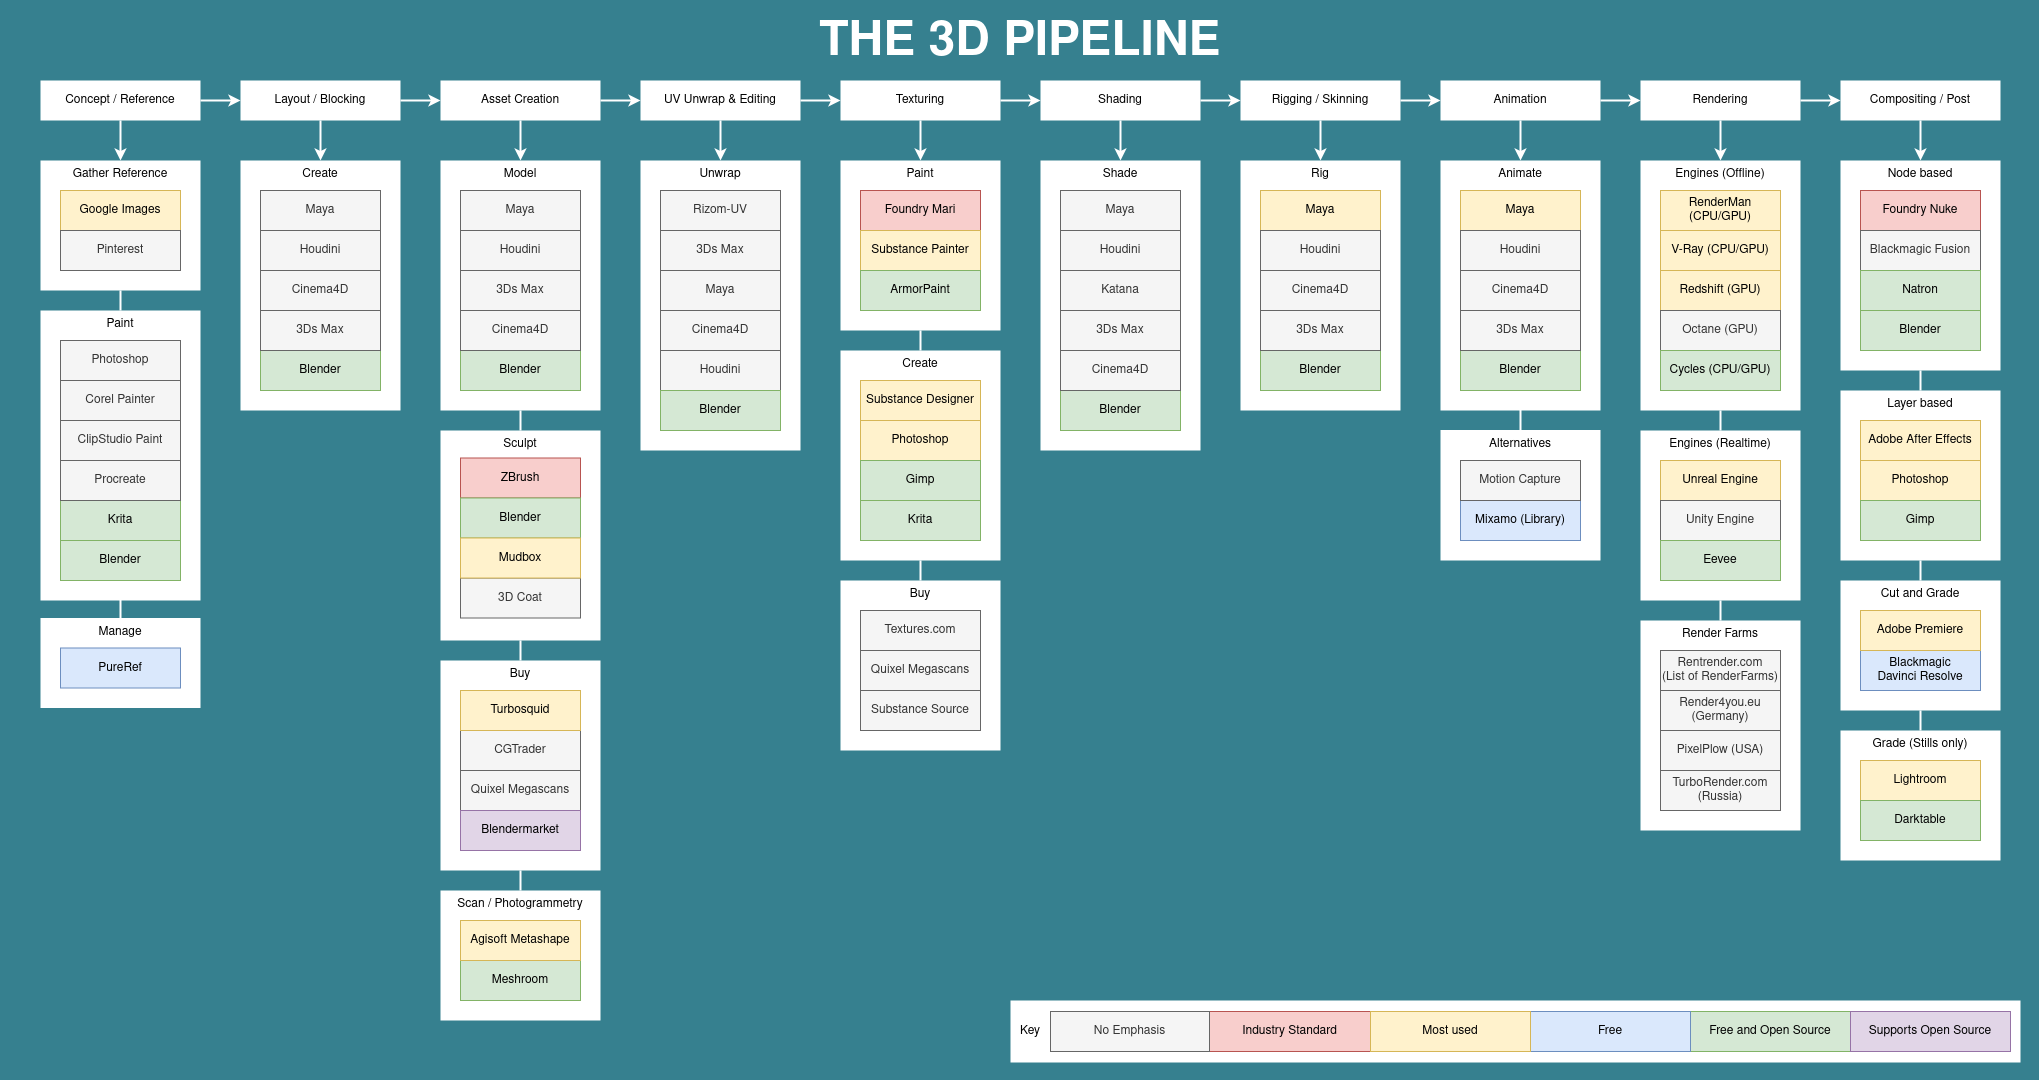 THE 3D PIPELINE
Concept / Reference
Layout / Blocking
Asset Creation
UV Unwrap & Editing
Texturing
Shading
Rigging / Skinning
Animation
Rendering
Compositing / Post
Gather Reference
Google Images
Pinterest
Paint
Photoshop
Corel Painter
ClipStudio Paint
Procreate
Krita
Blender
Manage
PureRef
Create
Maya
Houdini
Cinema4D
3Ds Max
Blender
Model
Maya
Houdini
3Ds Max
Cinema4D
Blender
Sculpt
ZBrush
Blender
Mudbox
3D Coat
Buy
Turbosquid
CGTrader
Quixel Megascans
Blendermarket
Scan / Photogrammetry
Agisoft Metashape
Meshroom
Unwrap
Rizom-UV
3Ds Max
Maya
Cinema4D
Houdini
Blender
Paint
Foundry Mari
Substance Painter
ArmorPaint
Create
Substance Designer
Photoshop
Gimp
Krita
Buy
Textures.com
Quixel Megascans
Substance Source
Shade
Maya
Houdini
Katana
3Ds Max
Cinema4D
Blender
Rig
Maya
Houdini
Cinema4D
3Ds Max
Blender
Animate
Maya
Houdini
Cinema4D
3Ds Max
Blender
Alternatives
Motion Capture
Mixamo (Library)
Engines (Offline)
RenderMan
(CPU/GPU)
V-Ray (CPU/GPU)
Redshift (GPU)
Octane (GPU)
Cycles (CPU/GPU)
Engines (Realtime)
Unreal Engine
Unity Engine
Eevee
Render Farms
Rentrender.com
(List of RenderFarms)
Render4you.eu
(Germany)
PixelPlow (USA)
TurboRender.com
(Russia)
Node based
Foundry Nuke
Blackmagic Fusion
Natron
Blender
Layer based
Adobe After Effects
Photoshop
Gimp
Cut and Grade
Adobe Premiere
Blackmagic
Davinci Resolve
Grade (Stills only)
Lightroom
Darktable
Key
No Emphasis
Industry Standard
Most used
Free
Free and Open Source
Supports Open Source